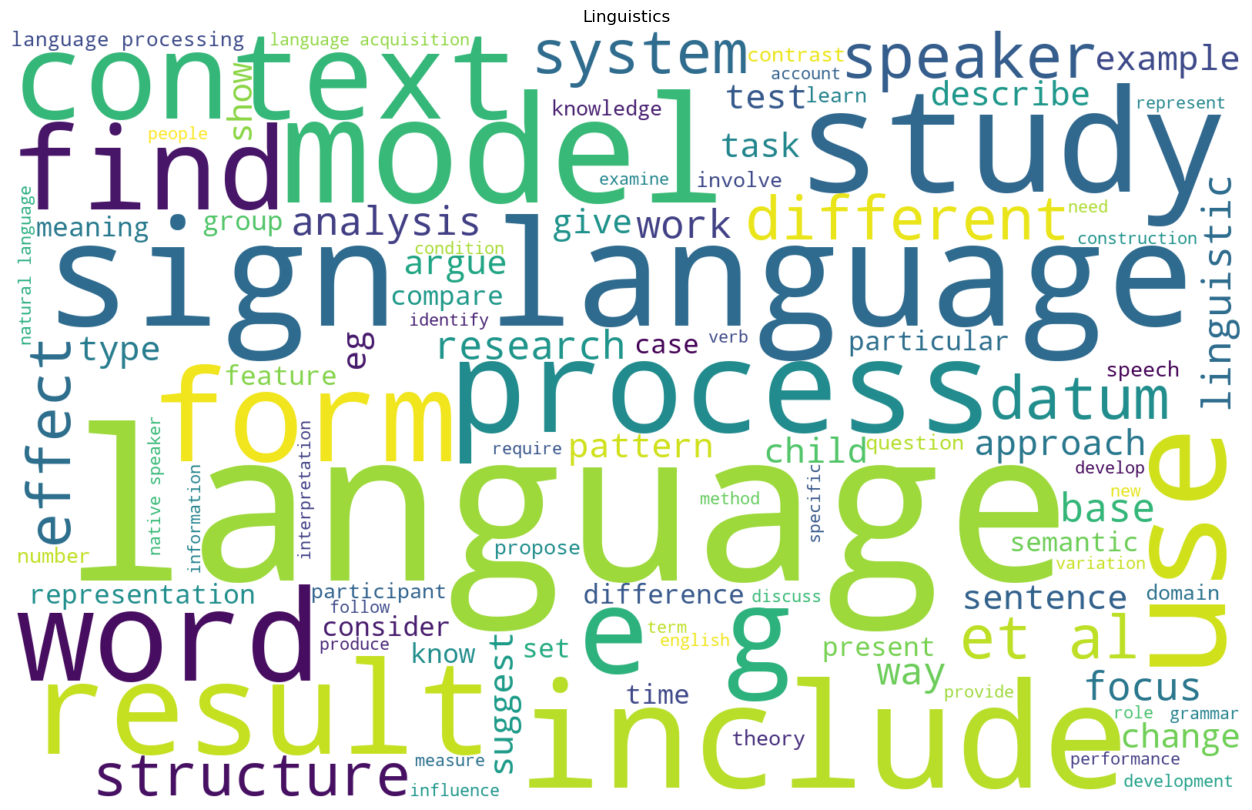 Linguistics
language processing
language acquisition
context
system
contrast
account
speaker
example
show
knowledge
test
learn
describe
represent
find
people
model
examine
task
involve
study
natural language
meaning
group
analysis
give
work
different
need
construction
linguistic
sign language
condition
argue
compare
identify
effect
type
eg
research
case
verb
particular
speech
feature
form
process
datum
require
pattern
child
question
approach
develop
native speaker
information
interpretation
language
method
specific
base
new
use
number
propose
semantic
variation
representation
participant
difference
discuss
sentence
domain
word
follow
consider
produce
know
suggest
set
e g
term
english
present
way
et al
result
time
include
provide
focus
role
grammar
theory
change
structure
measure
influence
performance
development